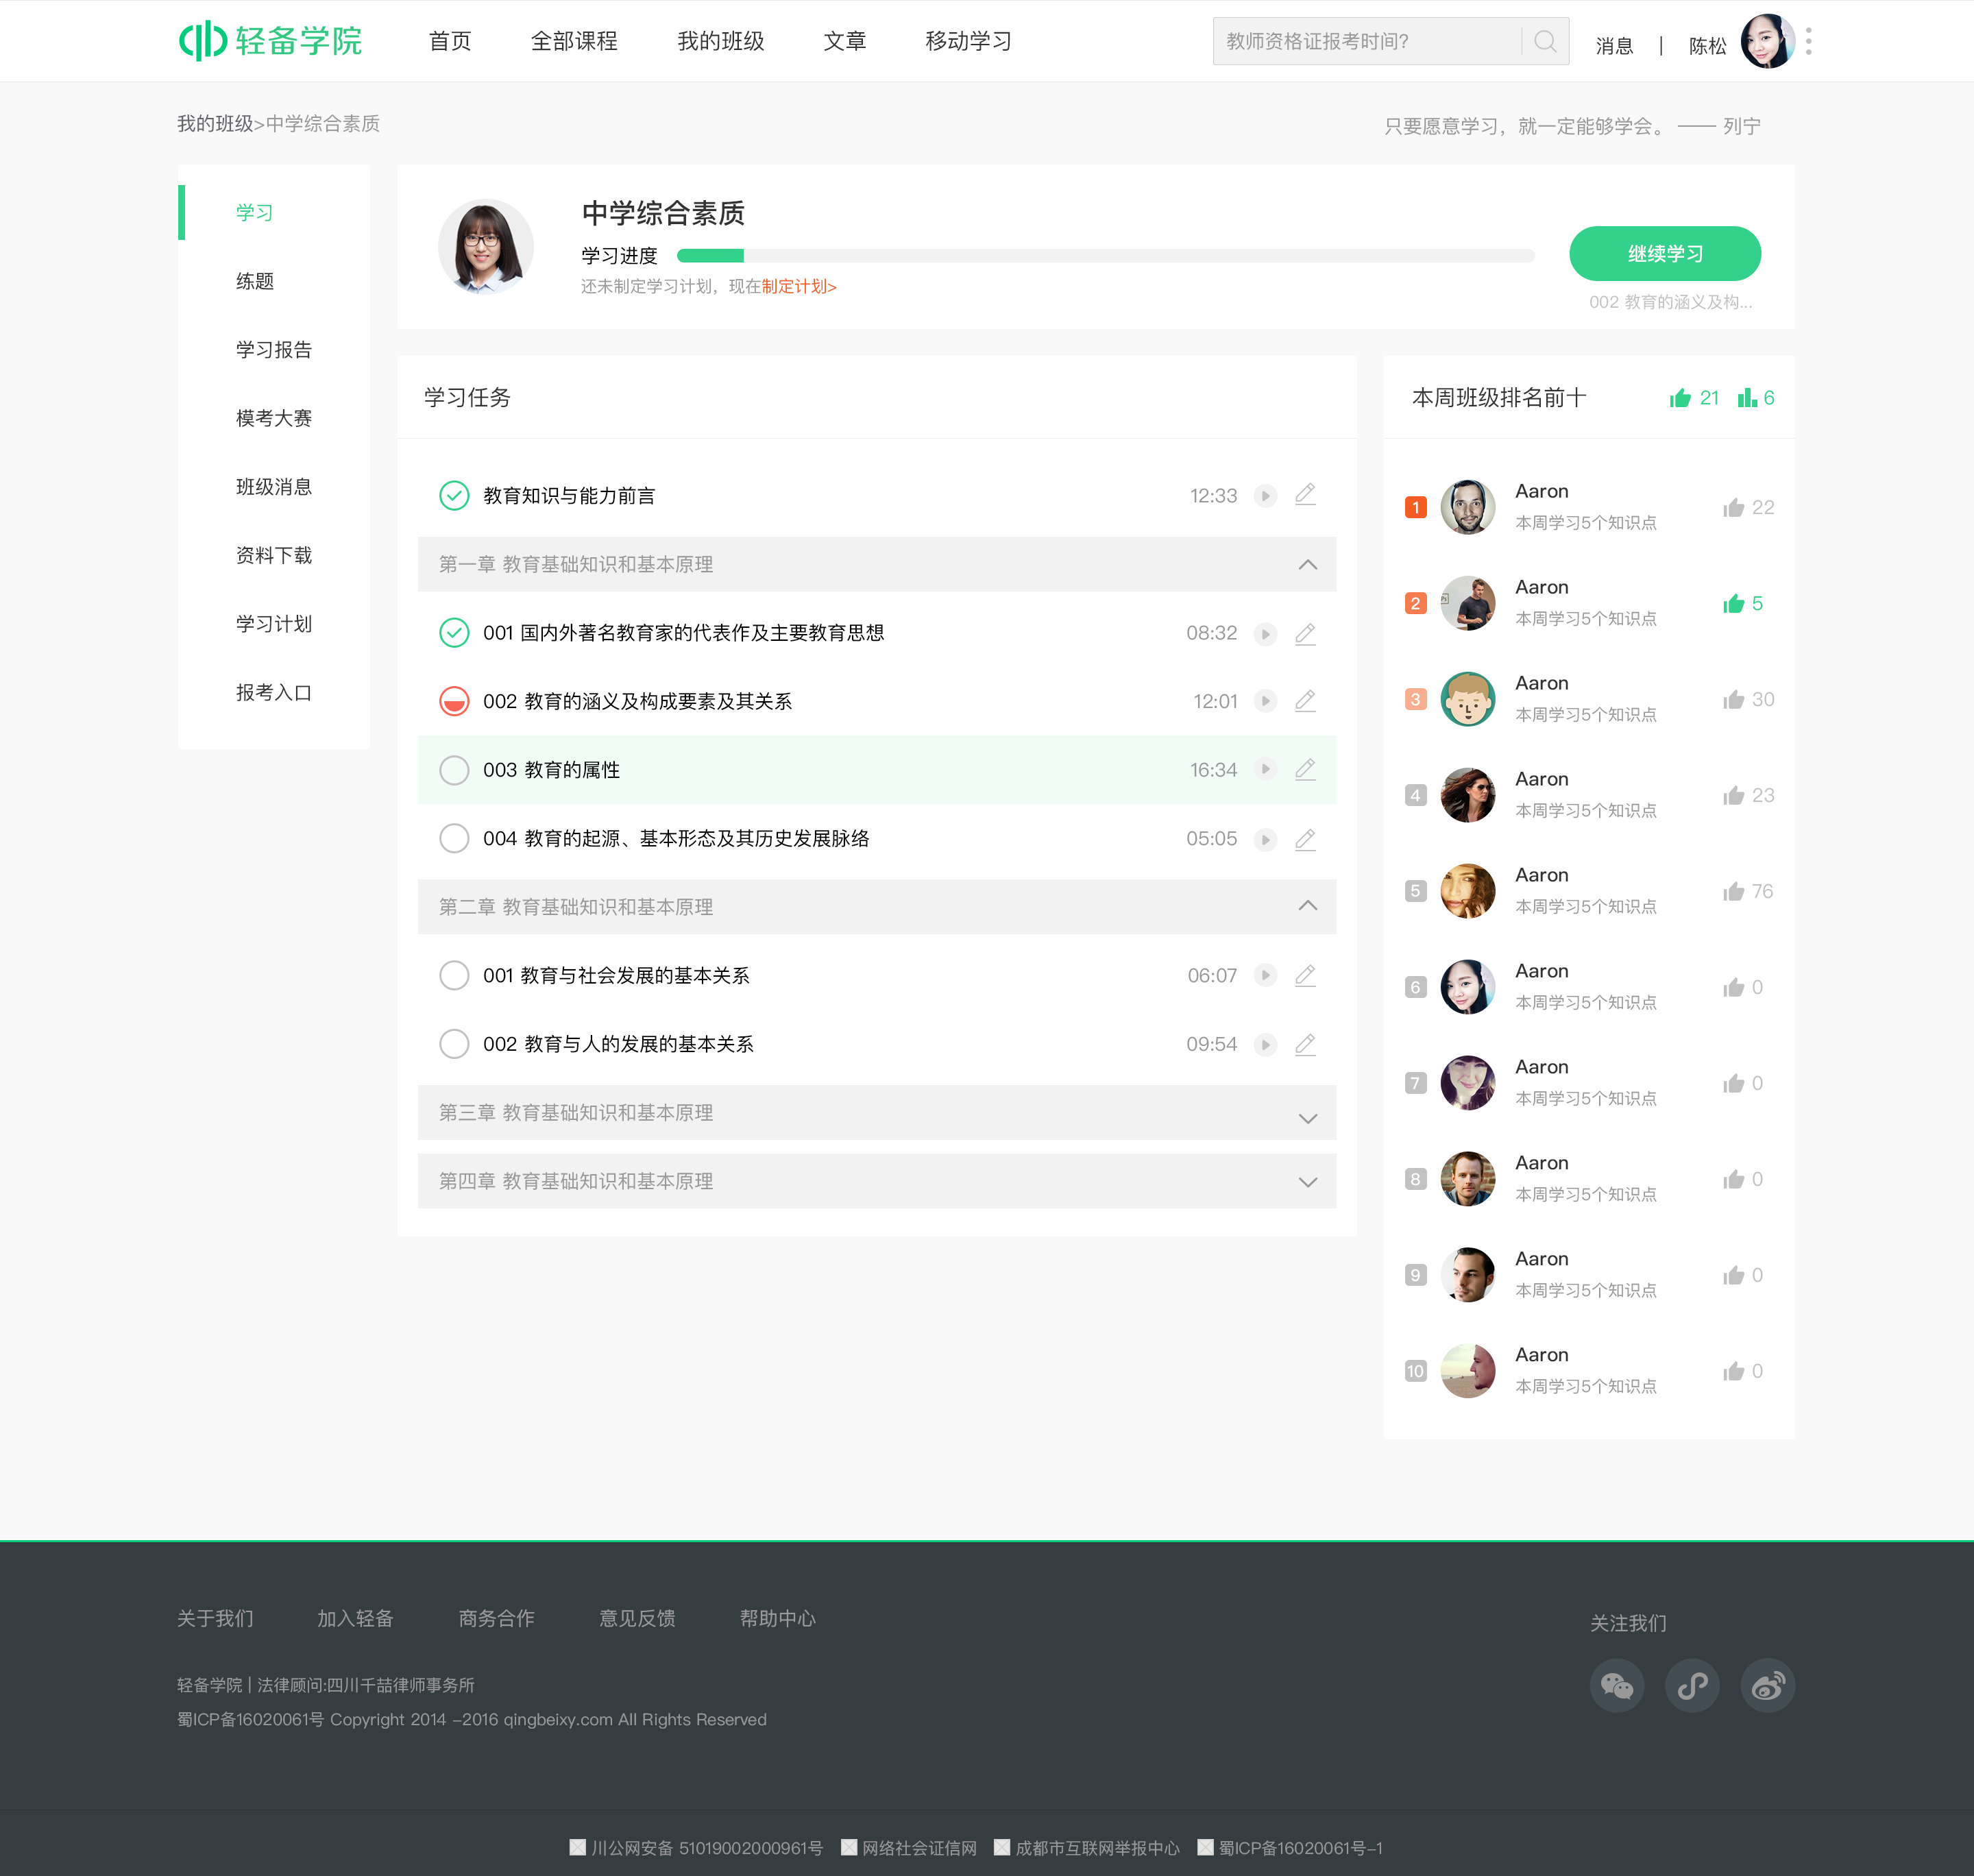 轻备学院 首页 全部课程 我的班级 文章 移动学习 教师资格证报考时间? 消息 | 陈松
我的班级>中学综合素质
只要愿意学习，就一定能够学会。 —— 列宁
学习
练题
学习报告
模考大赛
班级消息
资料下载
学习计划
报考入口
中学综合素质
学习进度
还未制定学习计划，现在制定计划>
继续学习
002 教育的涵义及构...
学习任务
教育知识与能力前言 12:33
第一章 教育基础知识和基本原理
001 国内外著名教育家的代表作及主要教育思想 08:32
002 教育的涵义及构成要素及其关系 12:01
003 教育的属性 16:34
004 教育的起源、基本形态及其历史发展脉络 05:05
第二章 教育基础知识和基本原理
001 教育与社会发展的基本关系 06:07
002 教育与人的发展的基本关系 09:54
第三章 教育基础知识和基本原理
第四章 教育基础知识和基本原理
本周班级排名前十 21 6
1 Aaron 22
本周学习5个知识点
2 Aaron 5
本周学习5个知识点
3 Aaron 30
本周学习5个知识点
4 Aaron 23
本周学习5个知识点
5 Aaron 76
本周学习5个知识点
6 Aaron 0
本周学习5个知识点
7 Aaron 0
本周学习5个知识点
8 Aaron 0
本周学习5个知识点
9 Aaron 0
本周学习5个知识点
10 Aaron 0
本周学习5个知识点
关于我们 加入轻备 商务合作 意见反馈 帮助中心
关注我们
轻备学院 | 法律顾问:四川千喆律师事务所
蜀ICP备16020061号 Copyright 2014 -2016 qingbeixy.com All Rights Reserved
川公网安备 51019002000961号 网络社会证信网 成都市互联网举报中心 蜀ICP备16020061号-1